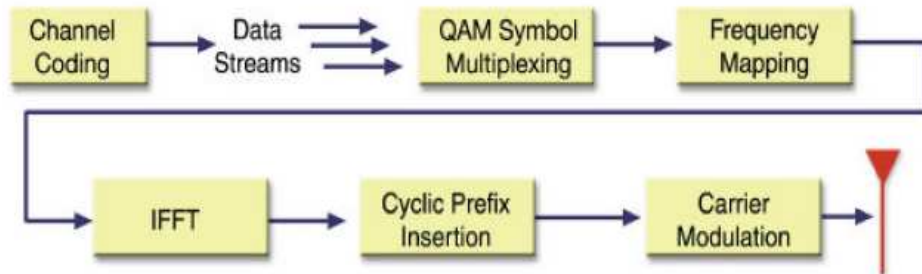 Channel
Coding
Data
Streams
QAM Symbol
Multiplexing
Frequency
Mapping
IFFT
Cyclic Prefix
Insertion
Carrier
Modulation